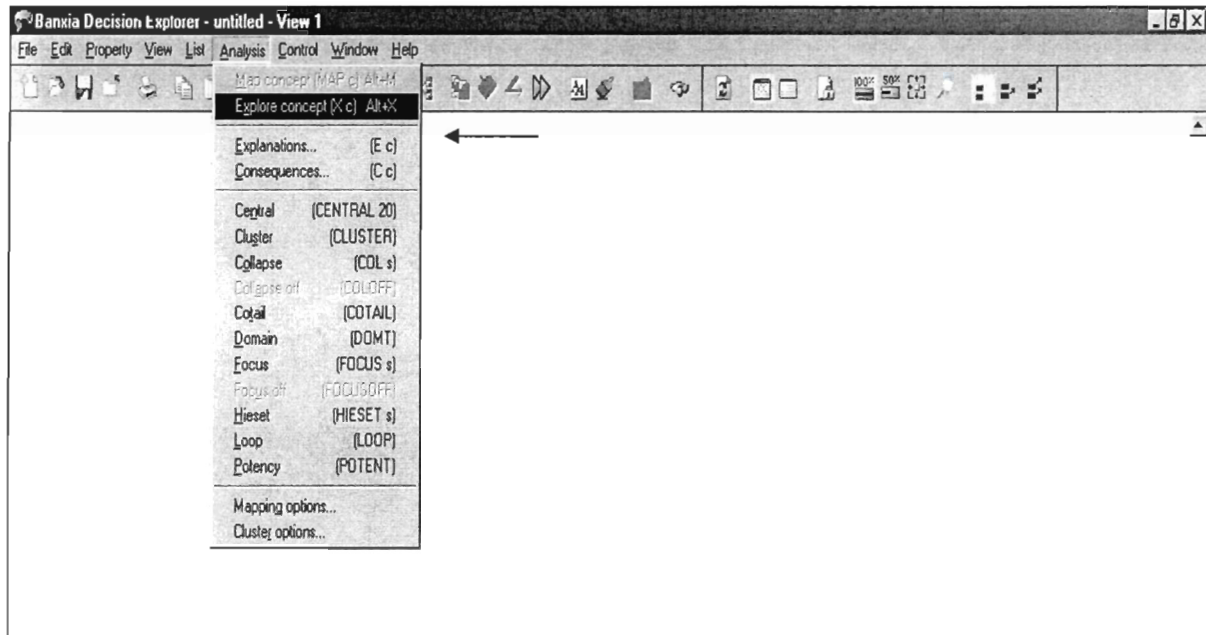 Banxia Decision Explorer - untitled - View 1
File Edit Property View List Analysis Control Window Help
Map concept (MAP c) Alt+M
100% 50%
Explore concept (X c) Alt+X
Explanations... (E c)
Consequences... (C c)
Central (CENTRAL 20)
Cluster (CLUSTER)
Collapse (COL s)
Collapse off (COLOFF)
Cotail (COTAIL)
Domain (DOMT)
Focus (FOCUS s)
Focus off (FOCUSOFF)
Hieset (HIESET s)
Loop (LOOP)
Potency (POTENT)
Mapping options...
Cluster options...